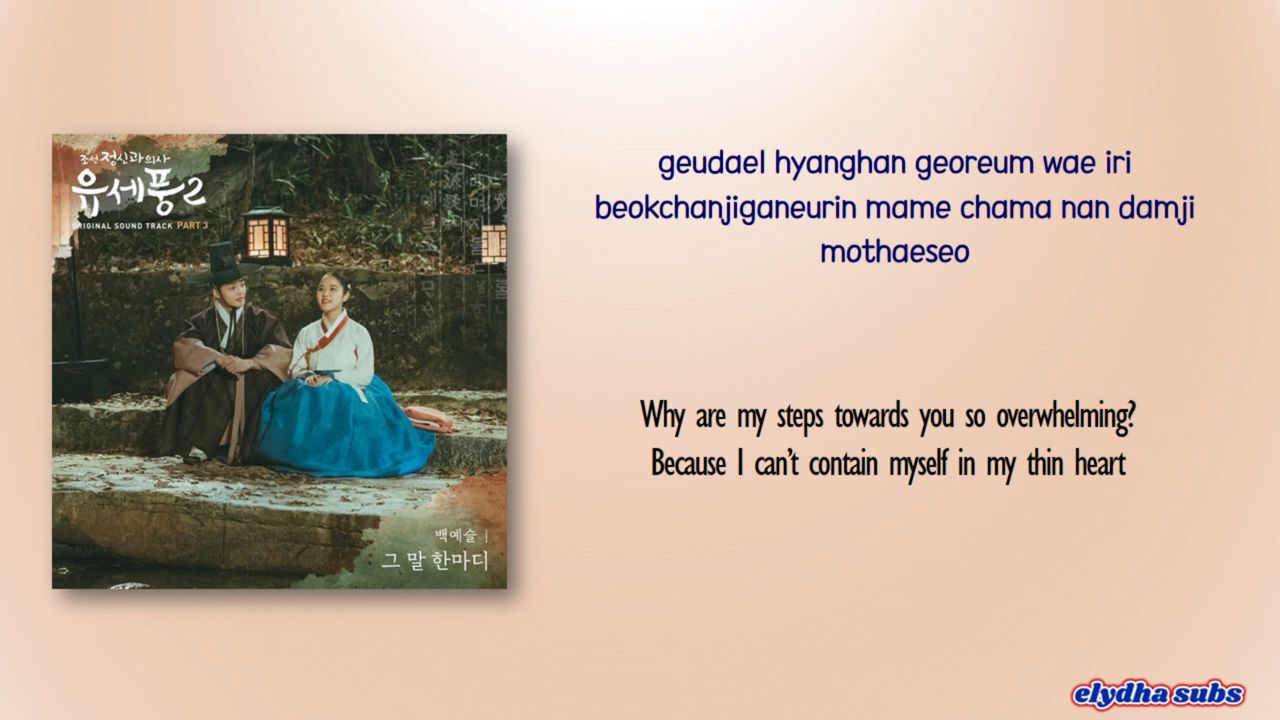 조선정신과의사
유세풍2
ORIGINAL SOUND TRACK PART 3
geudael hyanghan georeum wae iri
beokchanjiganeurin mame chama nan damji
mothaeseo
Why are my steps towards you so overwhelming?
Because I can't contain myself in my thin heart
백예슬 |
그 말 한마디
elydha subs